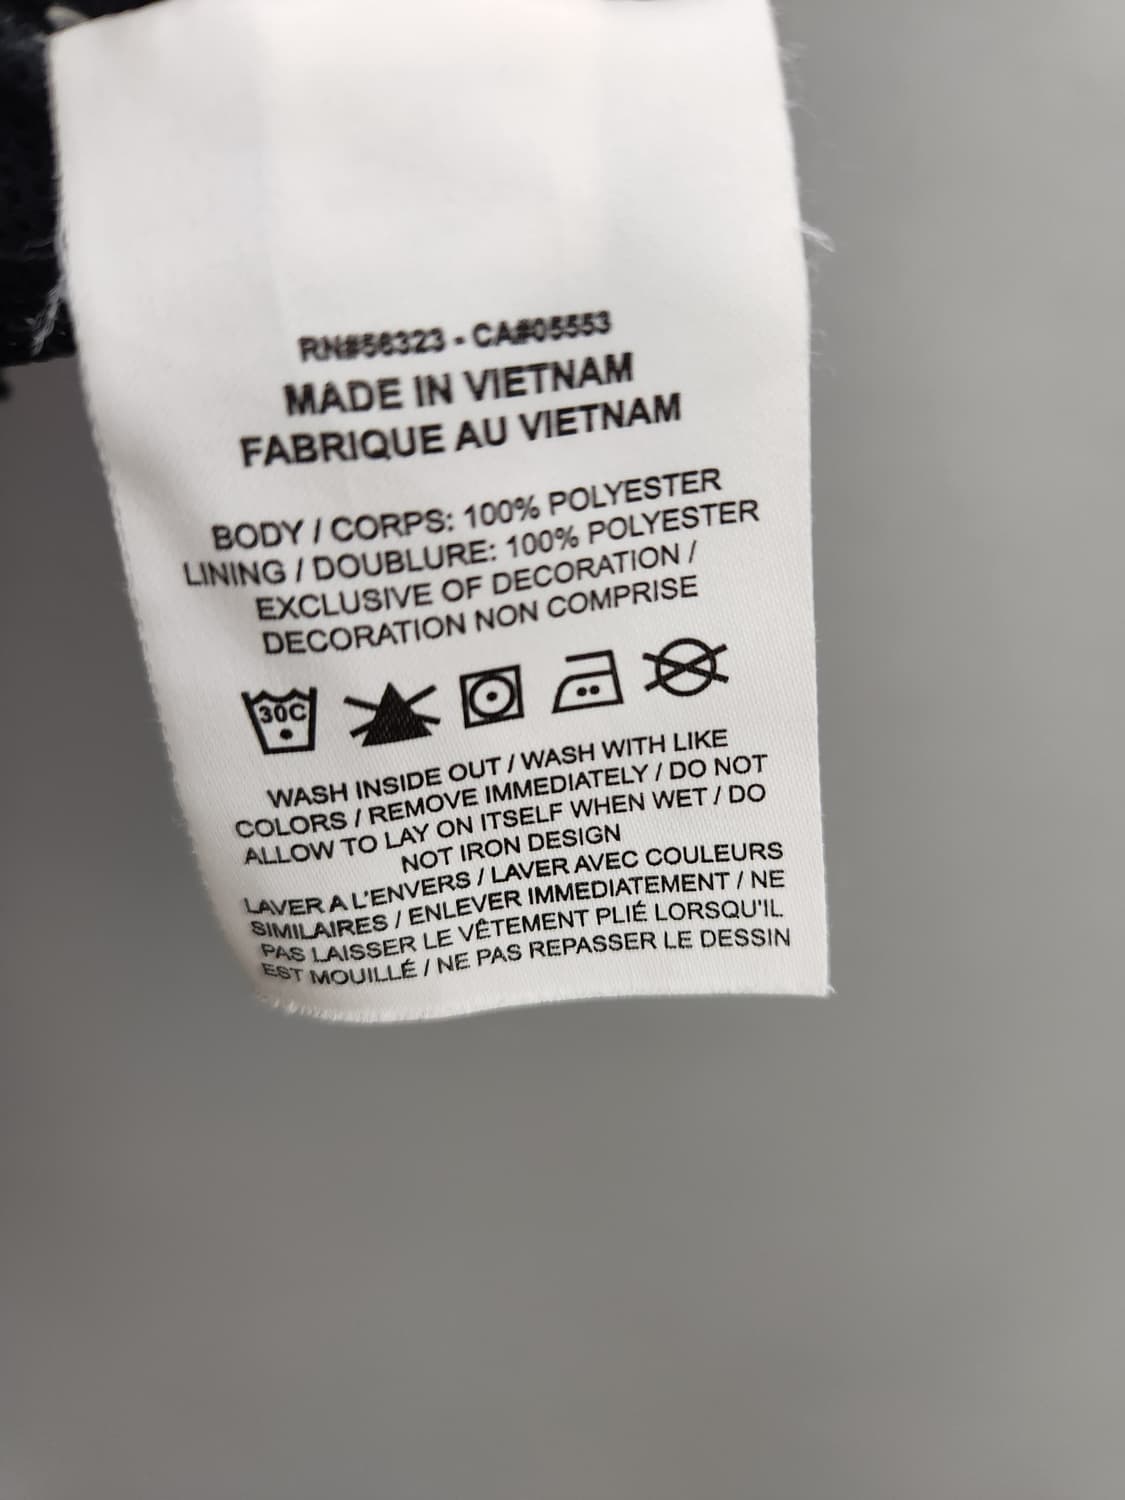 RN#56323 - CA#05553
MADE IN VIETNAM
FABRIQUE AU VIETNAM
BODY / CORPS: 100% POLYESTER
LINING / DOUBLURE: 100% POLYESTER
EXCLUSIVE OF DECORATION /
DECORATION NON COMPRISE
30C
WASH INSIDE OUT / WASH WITH LIKE
COLORS / REMOVE IMMEDIATELY / DO NOT
ALLOW TO LAY ON ITSELF WHEN WET / DO
NOT IRON DESIGN
LAVER A L'ENVERS / LAVER AVEC COULEURS
SIMILAIRES / ENLEVER IMMEDIATEMENT / NE
PAS LAISSER LE VÊTEMENT PLIÉ LORSQU'IL
EST MOUILLÉ / NE PAS REPASSER LE DESSIN